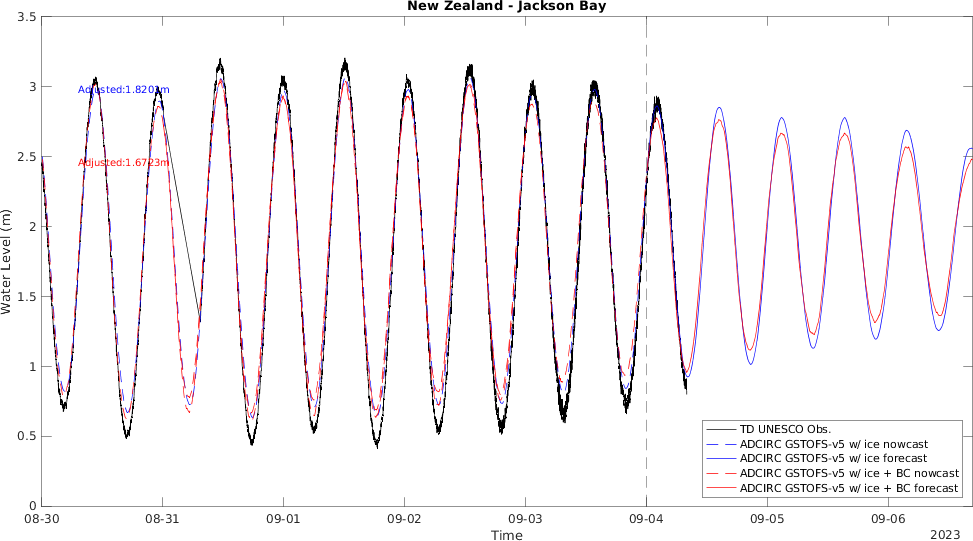 New Zealand - Jackson Bay
Water Level (m)
3.5
3
2.5
2
1.5
1
0.5
0
Adjusted:1.8203m
Adjusted:1.6723m
TD UNESCO Obs.
ADCIRC GSTOFS-v5 w/ ice nowcast
ADCIRC GSTOFS-v5 w/ ice forecast
ADCIRC GSTOFS-v5 w/ ice + BC nowcast
ADCIRC GSTOFS-v5 w/ ice + BC forecast
08-30 08-31 09-01 09-02 09-03 09-04 09-05 09-06
Time
2023